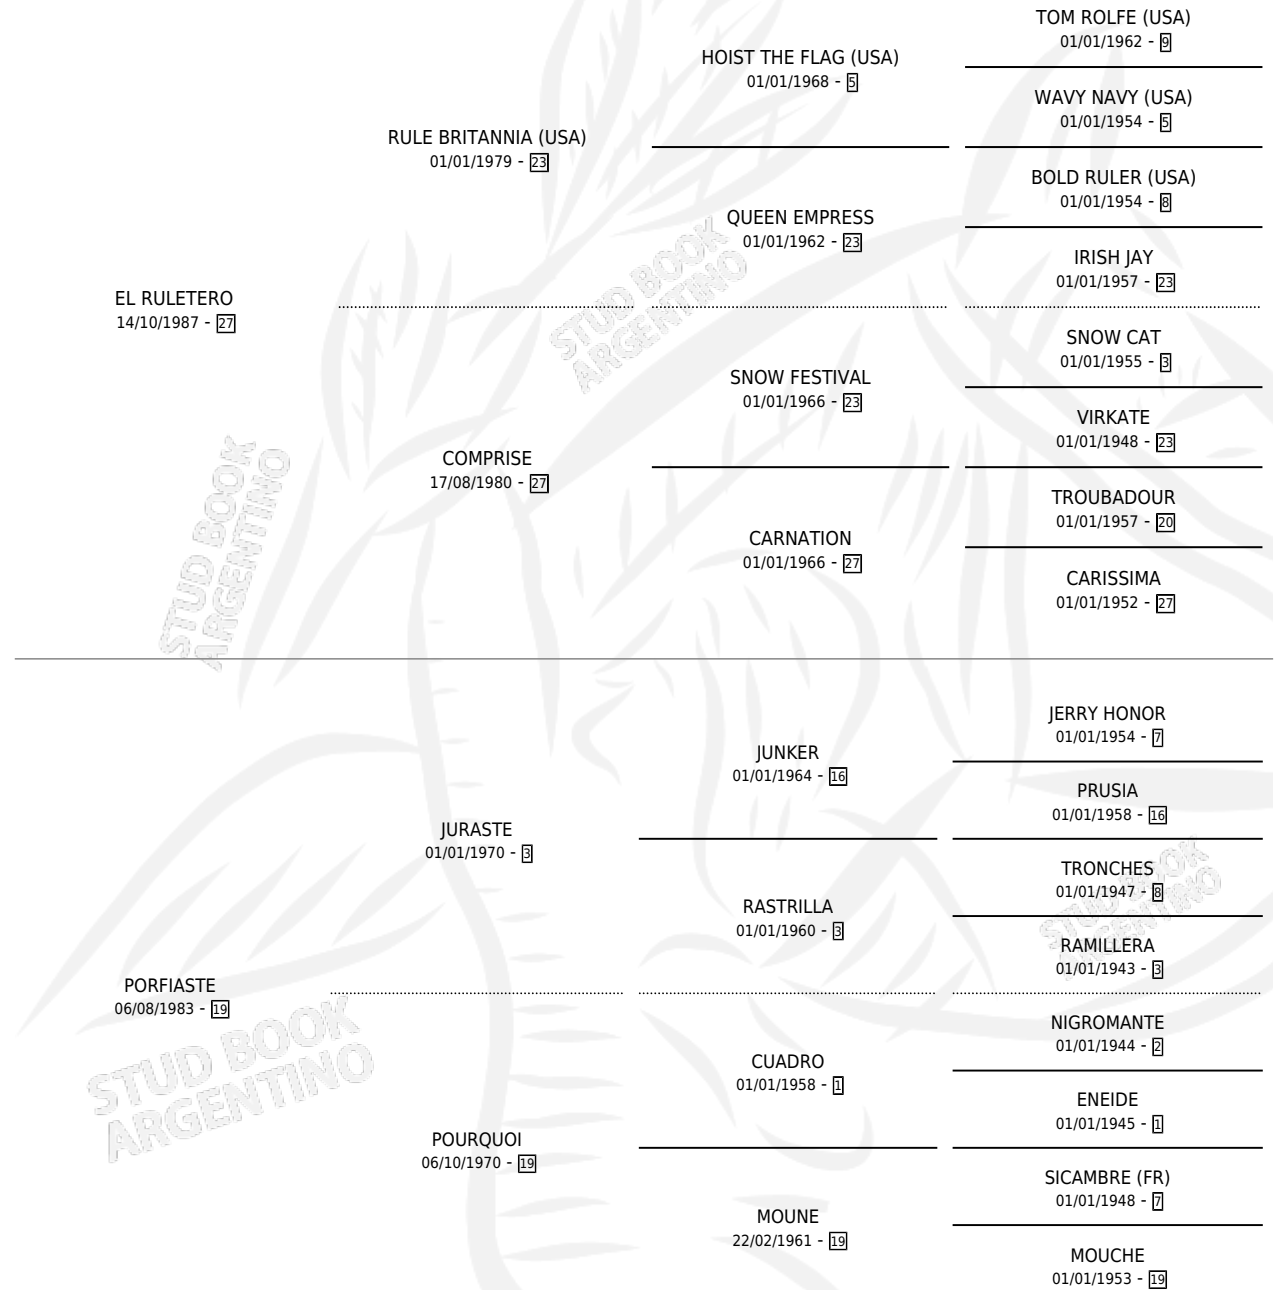 TOM ROLFE (USA)
01/01/1962 - 9
HOIST THE FLAG (USA)
01/01/1968 - 5
WAVY NAVY (USA)
01/01/1954 - 5
RULE BRITANNIA (USA)
01/01/1979 - 23
BOLD RULER (USA)
01/01/1954 - 8
QUEEN EMPRESS
01/01/1962 - 23
IRISH JAY
01/01/1957 - 23
EL RULETERO
14/10/1987 - 27
SNOW CAT
01/01/1955 - 3
SNOW FESTIVAL
01/01/1966 - 23
VIRKATE
01/01/1948 - 23
COMPRISE
17/08/1980 - 27
TROUBADOUR
01/01/1957 - 20
CARNATION
01/01/1966 - 27
CARISSIMA
01/01/1952 - 27
JERRY HONOR
01/01/1954 - 7
JUNKER
01/01/1964 - 16
PRUSIA
01/01/1958 - 16
JURASTE
01/01/1970 - 3
TRONCHES
01/01/1947 - 8
RASTRILLA
01/01/1960 - 3
RAMILLERA
01/01/1943 - 3
PORFIASTE
06/08/1983 - 19
NIGROMANTE
01/01/1944 - 2
CUADRO
01/01/1958 - 1
ENEIDE
01/01/1945 - 1
POURQUOI
06/10/1970 - 19
SICAMBRE (FR)
01/01/1948 - 7
MOUNE
22/02/1961 - 19
MOUCHE
01/01/1953 - 19
STUD BOOK
ARGENTINO
STUD BOOK
ARGENTINO
STUD BOOK
ARGENTINO
STUD BOOK
ARGENTINO